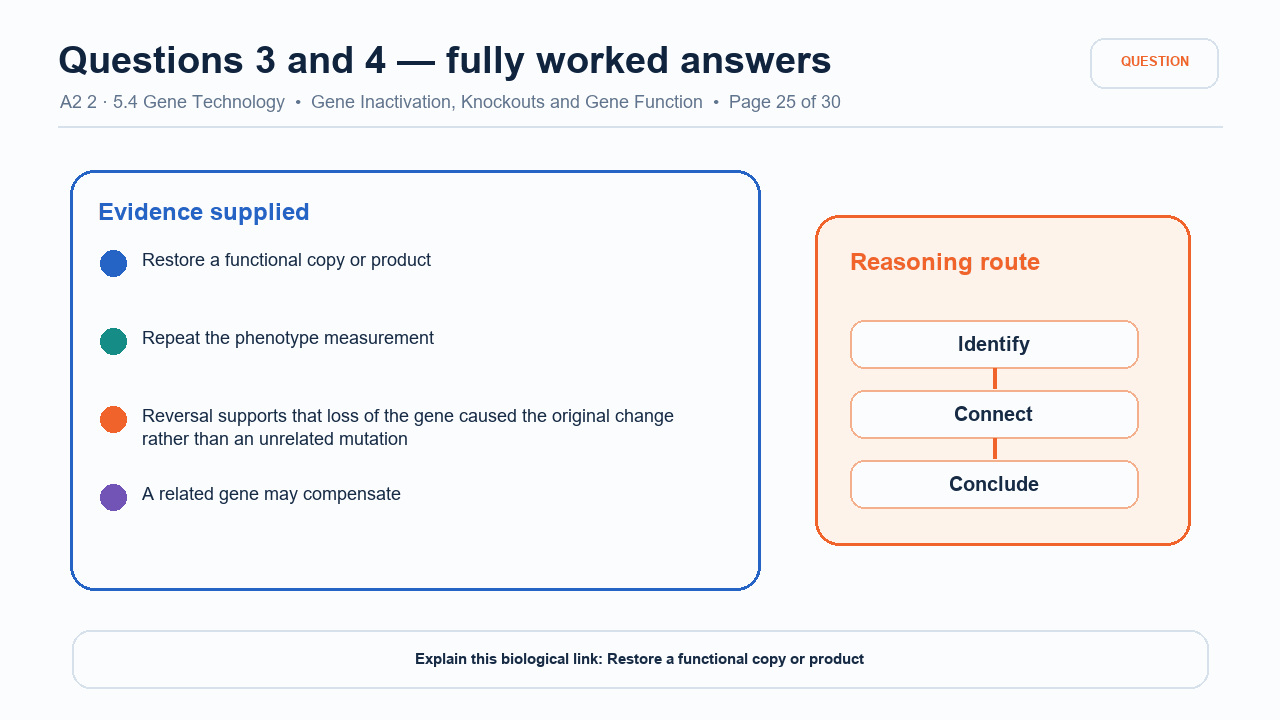 Questions 3 and 4 — fully worked answers
QUESTION
A2 2 · 5.4 Gene Technology • Gene Inactivation, Knockouts and Gene Function • Page 25 of 30
Evidence supplied
Restore a functional copy or product
Repeat the phenotype measurement
Reversal supports that loss of the gene caused the original change
rather than an unrelated mutation
A related gene may compensate
Reasoning route
Identify
Connect
Conclude
Explain this biological link: Restore a functional copy or product